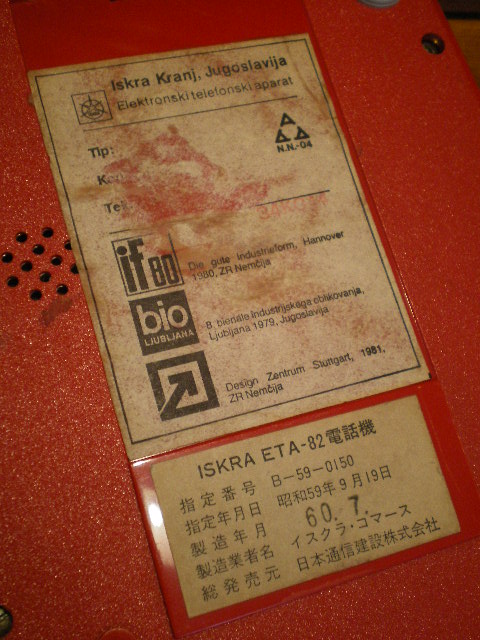 Iskra Kranj, Jugoslavija
Elektronski telefonski aparat
Tip:
N.N.-04
if 80
Die gute Industrieform, Hannover
1980, ZR Nemčija
bio
LJUBLJANA
8. bienale industrijskega oblikovanja,
Ljubljana 1979, Jugoslavija
Design Zentrum Stuttgart, 1981,
ZR Nemčija
ISKRA ETA-82電話機
指定番号 B-59-0150
指定年月日 昭和59年9月19日
製造年月 60.7.
製造業者名 イスクラ・コマース
総発売元 日本通信建設株式会社